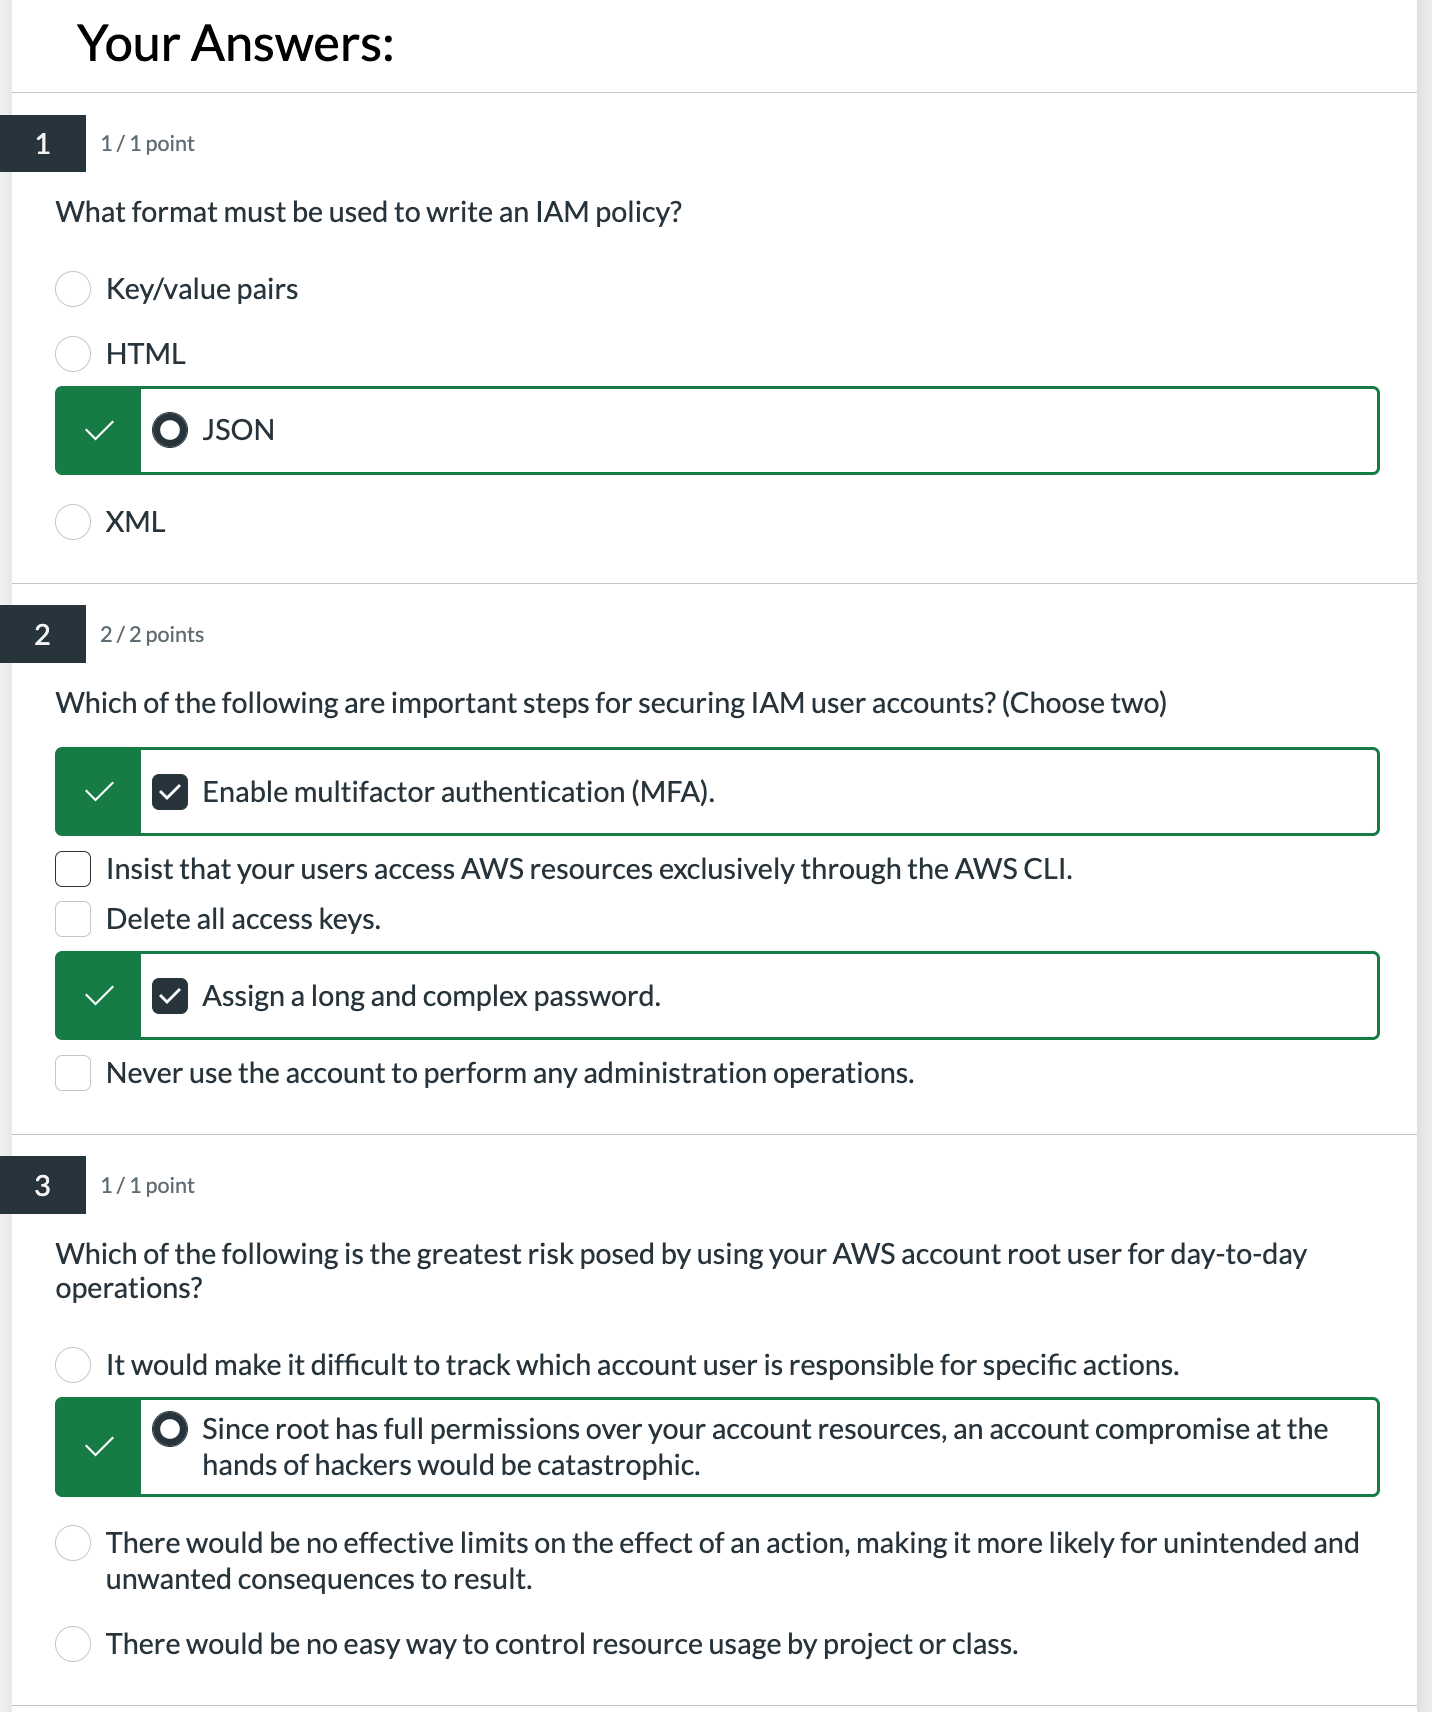 Your Answers:
1
1 / 1 point
What format must be used to write an IAM policy?
Key/value pairs
HTML
JSON
XML
2
2 / 2 points
Which of the following are important steps for securing IAM user accounts? (Choose two)
Enable multifactor authentication (MFA).
Insist that your users access AWS resources exclusively through the AWS CLI.
Delete all access keys.
Assign a long and complex password.
Never use the account to perform any administration operations.
3
1 / 1 point
Which of the following is the greatest risk posed by using your AWS account root user for day-to-day
operations?
It would make it difficult to track which account user is responsible for specific actions.
Since root has full permissions over your account resources, an account compromise at the
hands of hackers would be catastrophic.
There would be no effective limits on the effect of an action, making it more likely for unintended and
unwanted consequences to result.
There would be no easy way to control resource usage by project or class.